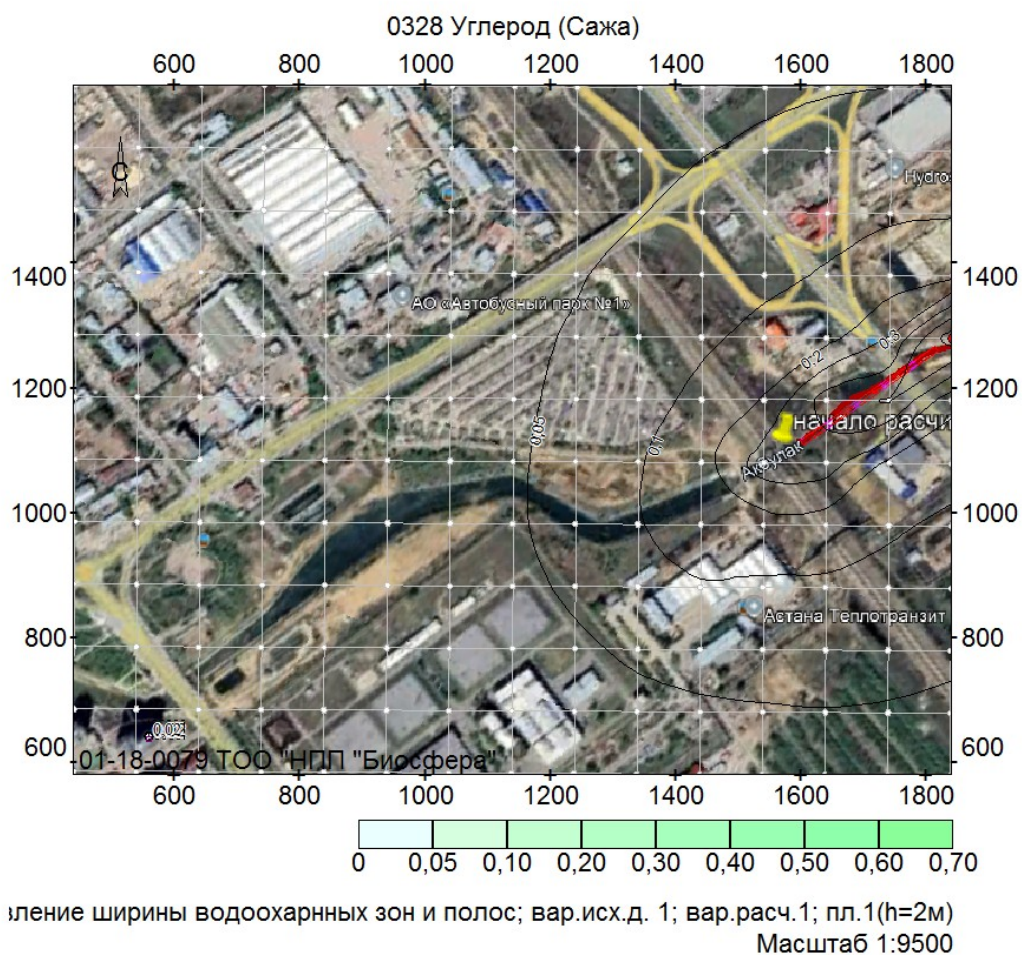 0328 Углерод (Сажа)
600 800 1000 1200 1400 1600 1800
С
Hydro
1400 1400
АО «Автобусный парк №1»
0,3
0,2
1200 1200
начало расчи
0,05
0,1
Акбулак
1000 1000
Астана Теплотранзит
800 800
0,02
600 600
-01-18-0079 ТОО "НПП "Биосфера"
600 800 1000 1200 1400 1600 1800
0 0,05 0,10 0,20 0,30 0,40 0,50 0,60 0,70
вление ширины водоохарнных зон и полос; вар.исх.д. 1; вар.расч.1; пл.1(h=2м)
Масштаб 1:9500